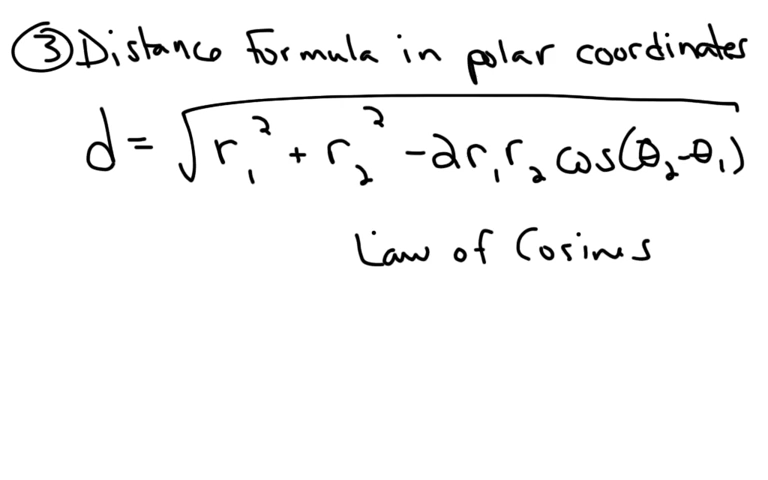 ③ Distance Formula in polar coordinates
d = √(r₁² + r₂² - 2r₁r₂ cos(θ₂-θ₁))
Law of Cosines